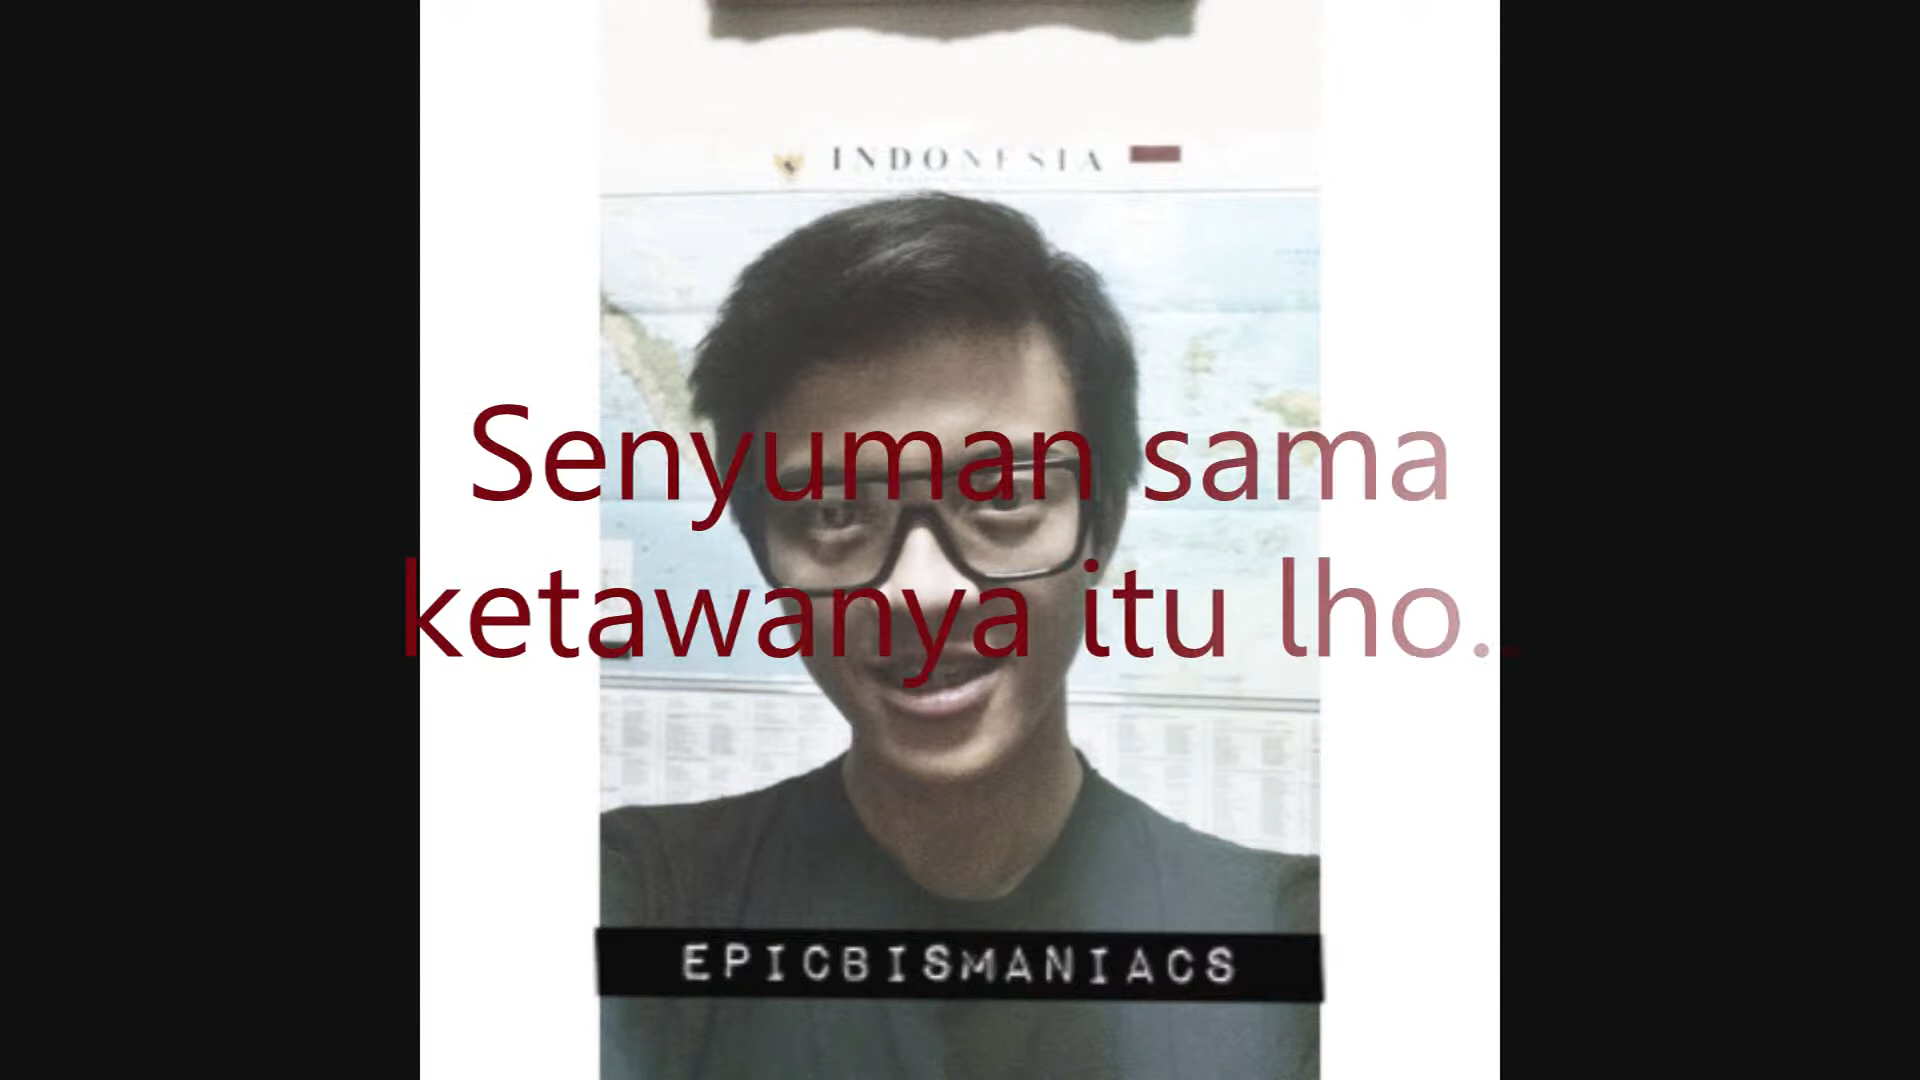 INDONESIA
Senyuman sama
ketawanya itu lho..
EPICBISMANIACS